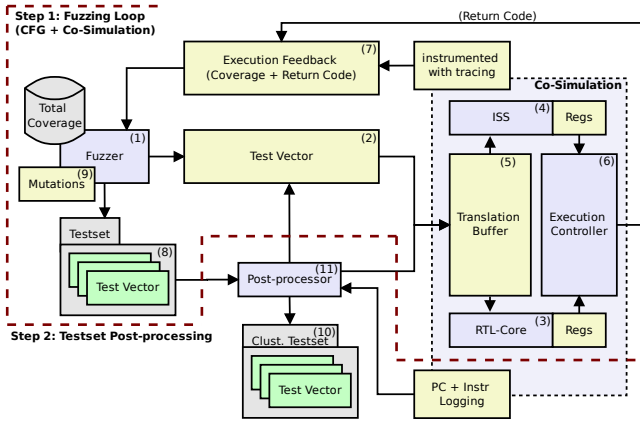 Step 1: Fuzzing Loop
(CFG + Co-Simulation)
(Return Code)
(7)
Execution Feedback
(Coverage + Return Code)
instrumented
with tracing
Co-Simulation
Total
Coverage
(1)
Fuzzer
(9)
Mutations
(2)
Test Vector
(4)
ISS
Regs
(5)
Translation
Buffer
(6)
Execution
Controller
(3)
RTL-Core
Regs
Testset
(8)
Test Vector
(11)
Post-processor
Step 2: Testset Post-processing
(10)
Clust. Testset
Test Vector
PC + Instr
Logging